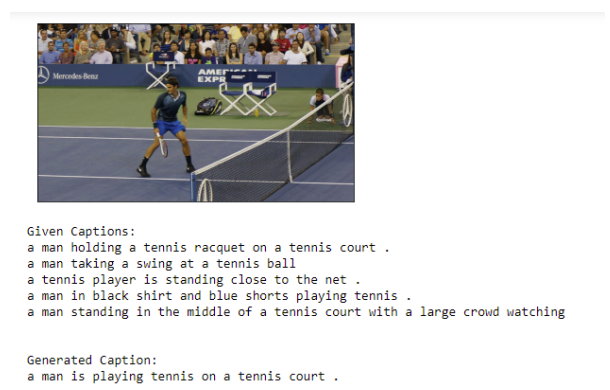 Mercedes-Benz
AMERICAN
EXPR
Given Captions:
a man holding a tennis racquet on a tennis court .
a man taking a swing at a tennis ball
a tennis player is standing close to the net .
a man in black shirt and blue shorts playing tennis .
a man standing in the middle of a tennis court with a large crowd watching
Generated Caption:
a man is playing tennis on a tennis court .